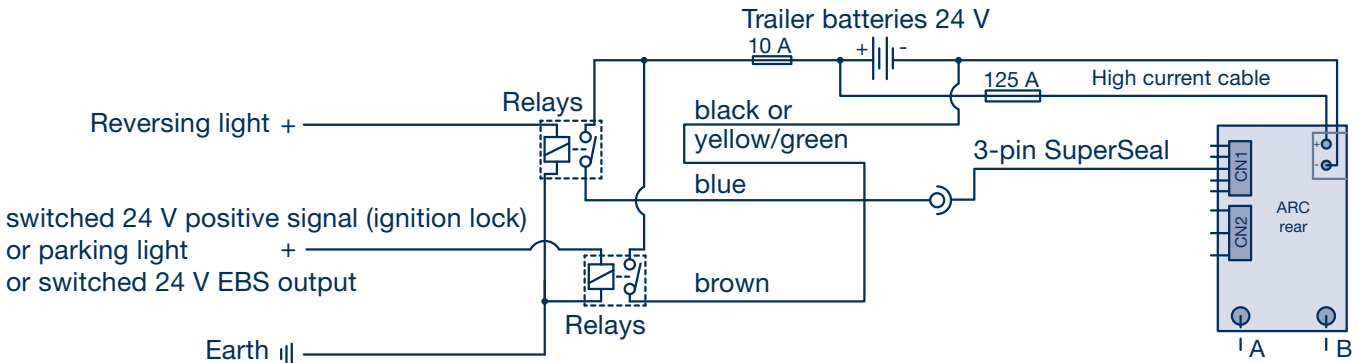 Trailer batteries 24 V
10 A
+ -
125 A
High current cable
Relays
black or
yellow/green
Reversing light +
3-pin SuperSeal
+
-
CN1
blue
ARC
rear
CN2
switched 24 V positive signal (ignition lock)
or parking light +
or switched 24 V EBS output
brown
Relays
Earth
A
B